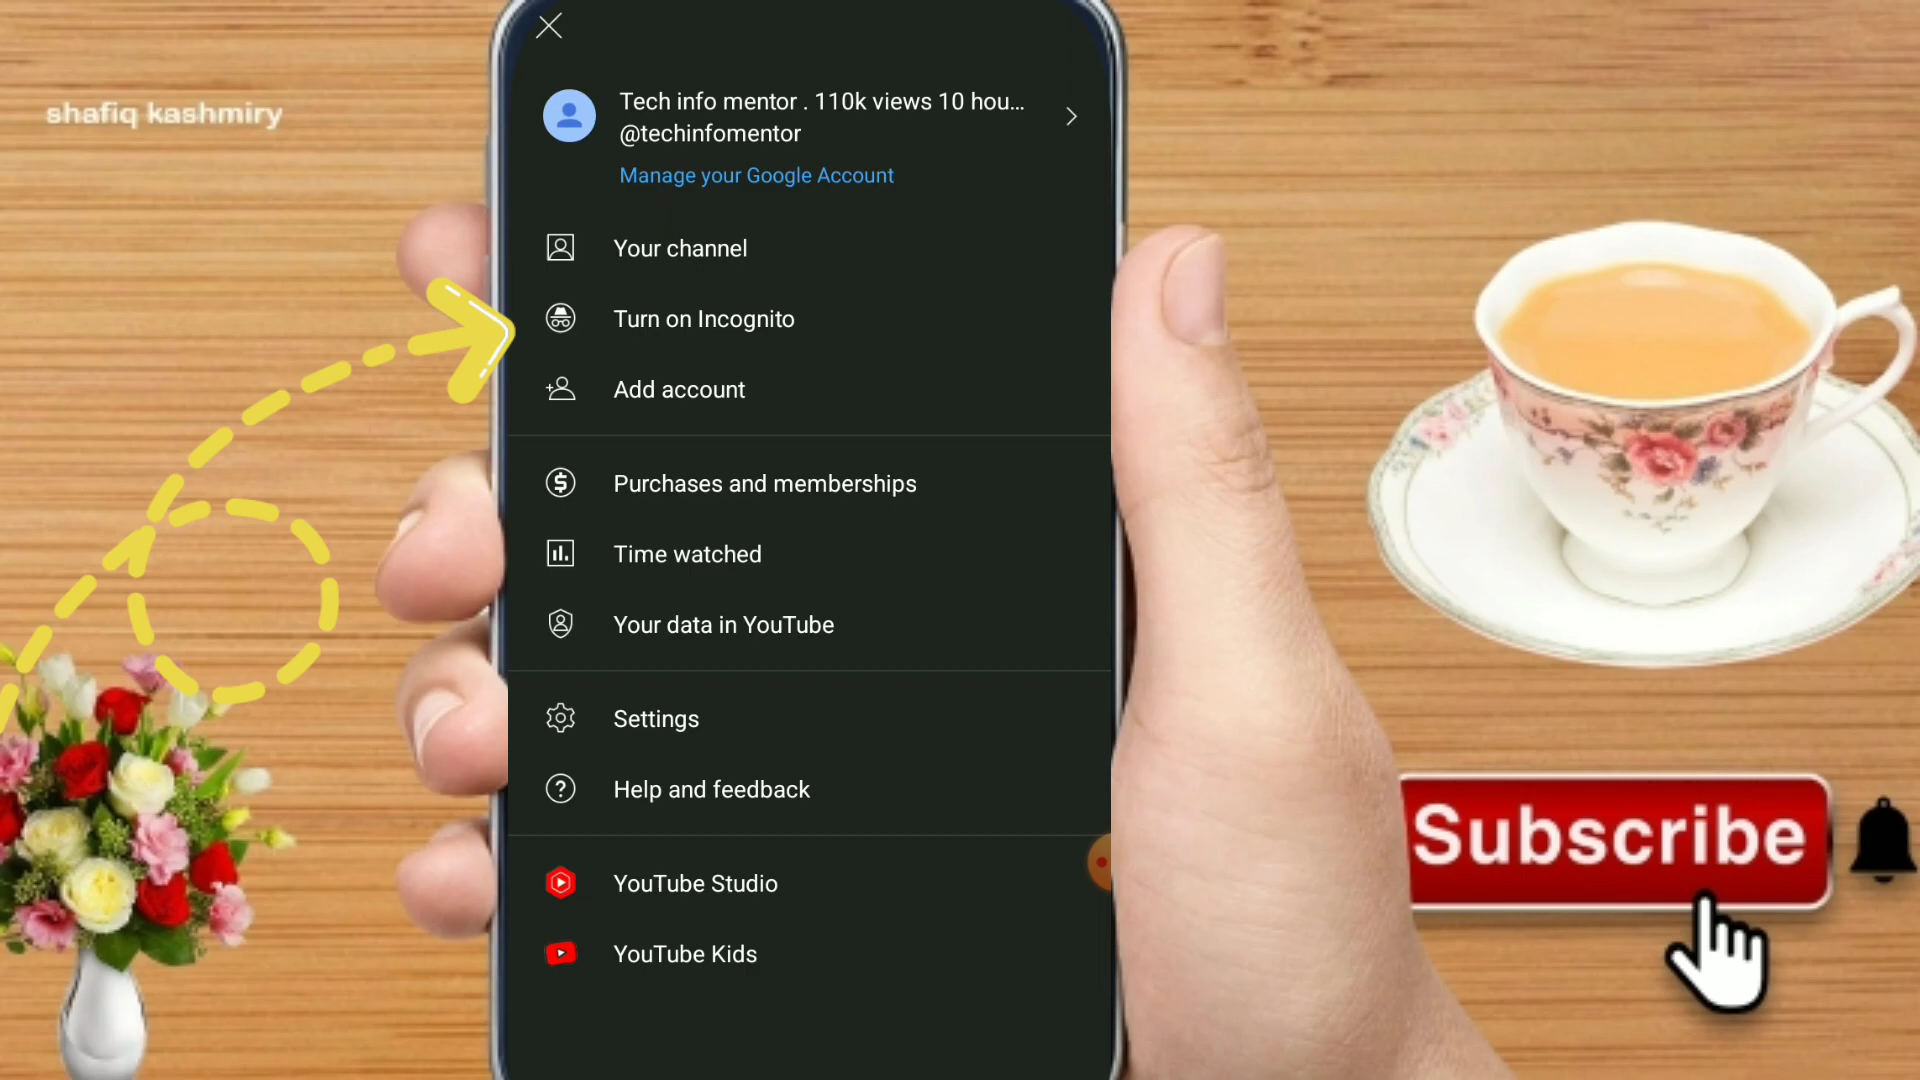 shafiq kashmiry
Tech info mentor . 110k views 10 hou...
@techinfomentor
Manage your Google Account
Your channel
Turn on Incognito
Add account
Purchases and memberships
Time watched
Your data in YouTube
Settings
Help and feedback
YouTube Studio
YouTube Kids
Subscribe